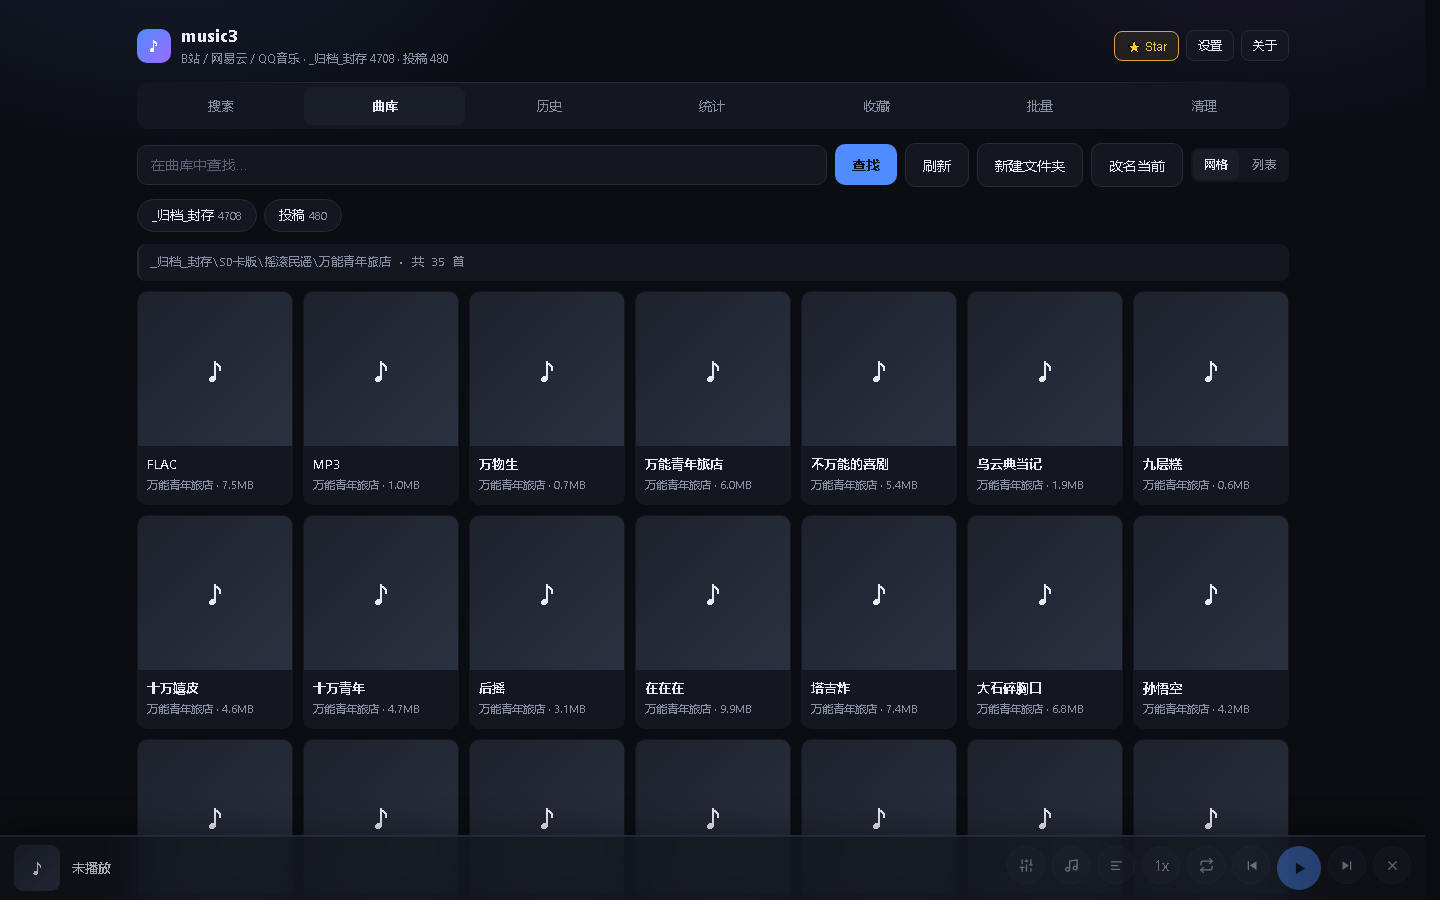 music3
B站 / 网易云 / QQ音乐 · _归档_封存 4708 · 投稿 480
★ Star
设置
关于
搜索
曲库
历史
统计
收藏
批量
清理
在曲库中查找...
查找
刷新
新建文件夹
改名当前
网格
列表
_归档_封存 4708
投稿 480
_归档_封存\SD卡版\摇滚民谣\万能青年旅店 · 共 35 首
FLAC
万能青年旅店 · 7.5MB
MP3
万能青年旅店 · 1.0MB
万物生
万能青年旅店 · 0.7MB
万能青年旅店
万能青年旅店 · 6.0MB
不万能的喜剧
万能青年旅店 · 5.4MB
乌云典当记
万能青年旅店 · 1.9MB
九层糕
万能青年旅店 · 0.6MB
十万嬉皮
万能青年旅店 · 4.6MB
十万青年
万能青年旅店 · 4.7MB
后摇
万能青年旅店 · 3.1MB
在在在
万能青年旅店 · 9.9MB
塔吉炸
万能青年旅店 · 7.4MB
大石碎胸口
万能青年旅店 · 6.8MB
孙悟空
万能青年旅店 · 4.2MB
未播放
1x